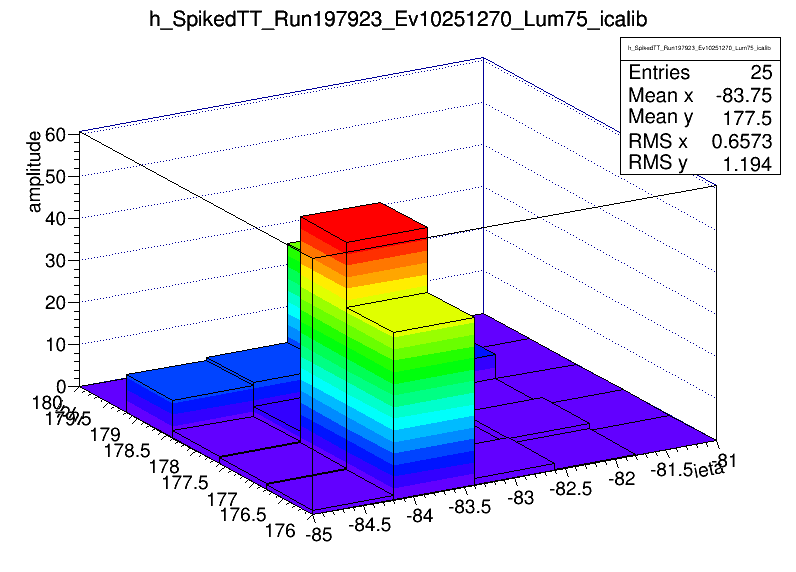 h_SpikedTT_Run197923_Ev10251270_Lum75_icalib
h_SpikedTT_Run197923_Ev10251270_Lum75_icalib
Entries 25
Mean x -83.75
Mean y 177.5
RMS x 0.6573
RMS y 1.194
amplitude
60
50
40
30
20
10
0
180
179.5
179
178.5
178
177.5
177
176.5
176
-85
-84.5
-84
-83.5
-83
-82.5
-82
-81.5
ieta
-81